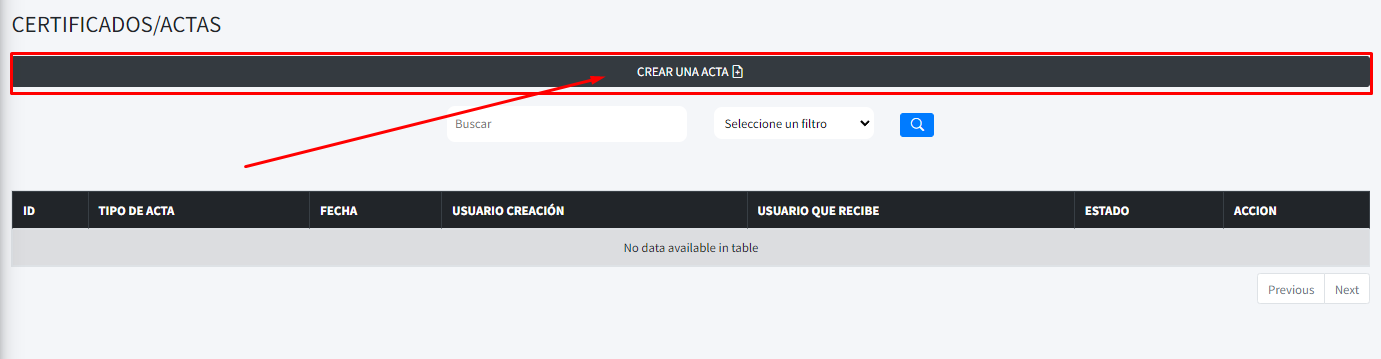 CERTIFICADOS/ACTAS
CREAR UNA ACTA
Buscar
Seleccione un filtro
ID TIPO DE ACTA FECHA USUARIO CREACIÓN USUARIO QUE RECIBE ESTADO ACCION
No data available in table
Previous Next